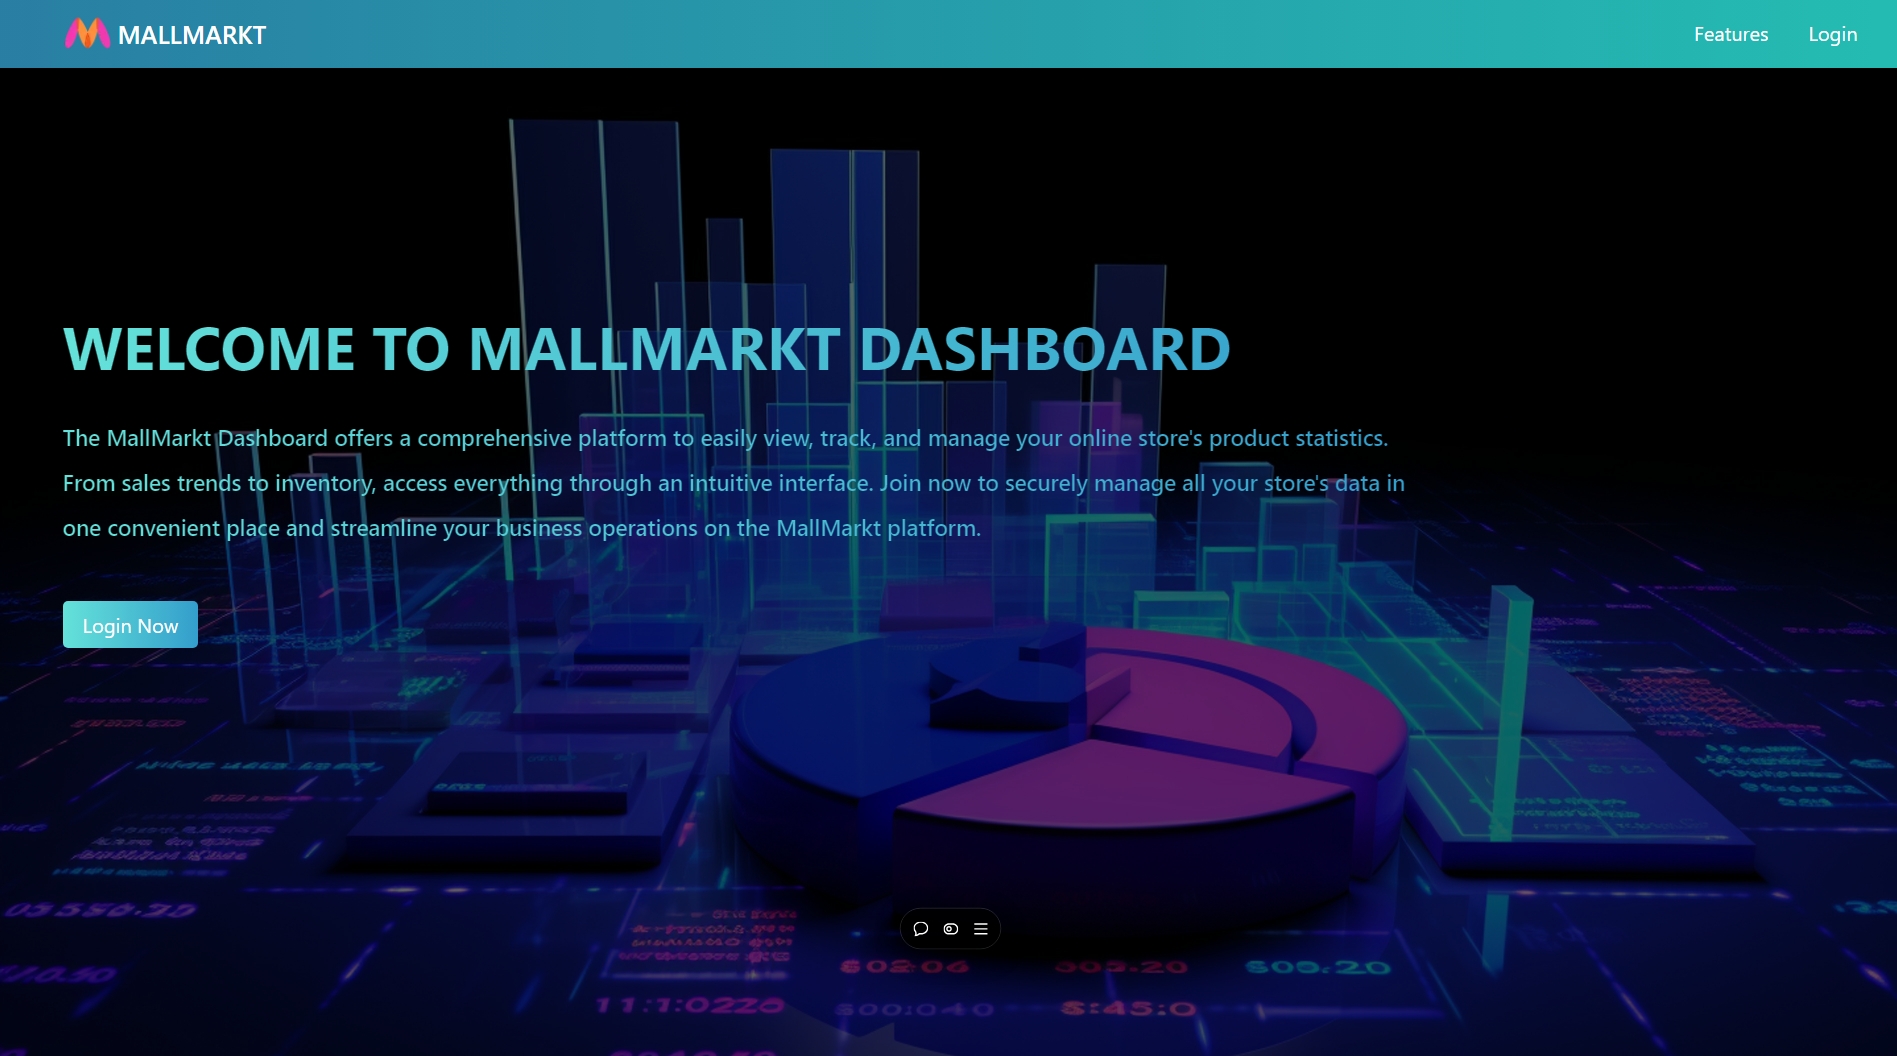 MALLMARKT
Features
Login
WELCOME TO MALLMARKT DASHBOARD
The MallMarkt Dashboard offers a comprehensive platform to easily view, track, and manage your online store's product statistics.
From sales trends to inventory, access everything through an intuitive interface. Join now to securely manage all your store's data in
one convenient place and streamline your business operations on the MallMarkt platform.
Login Now